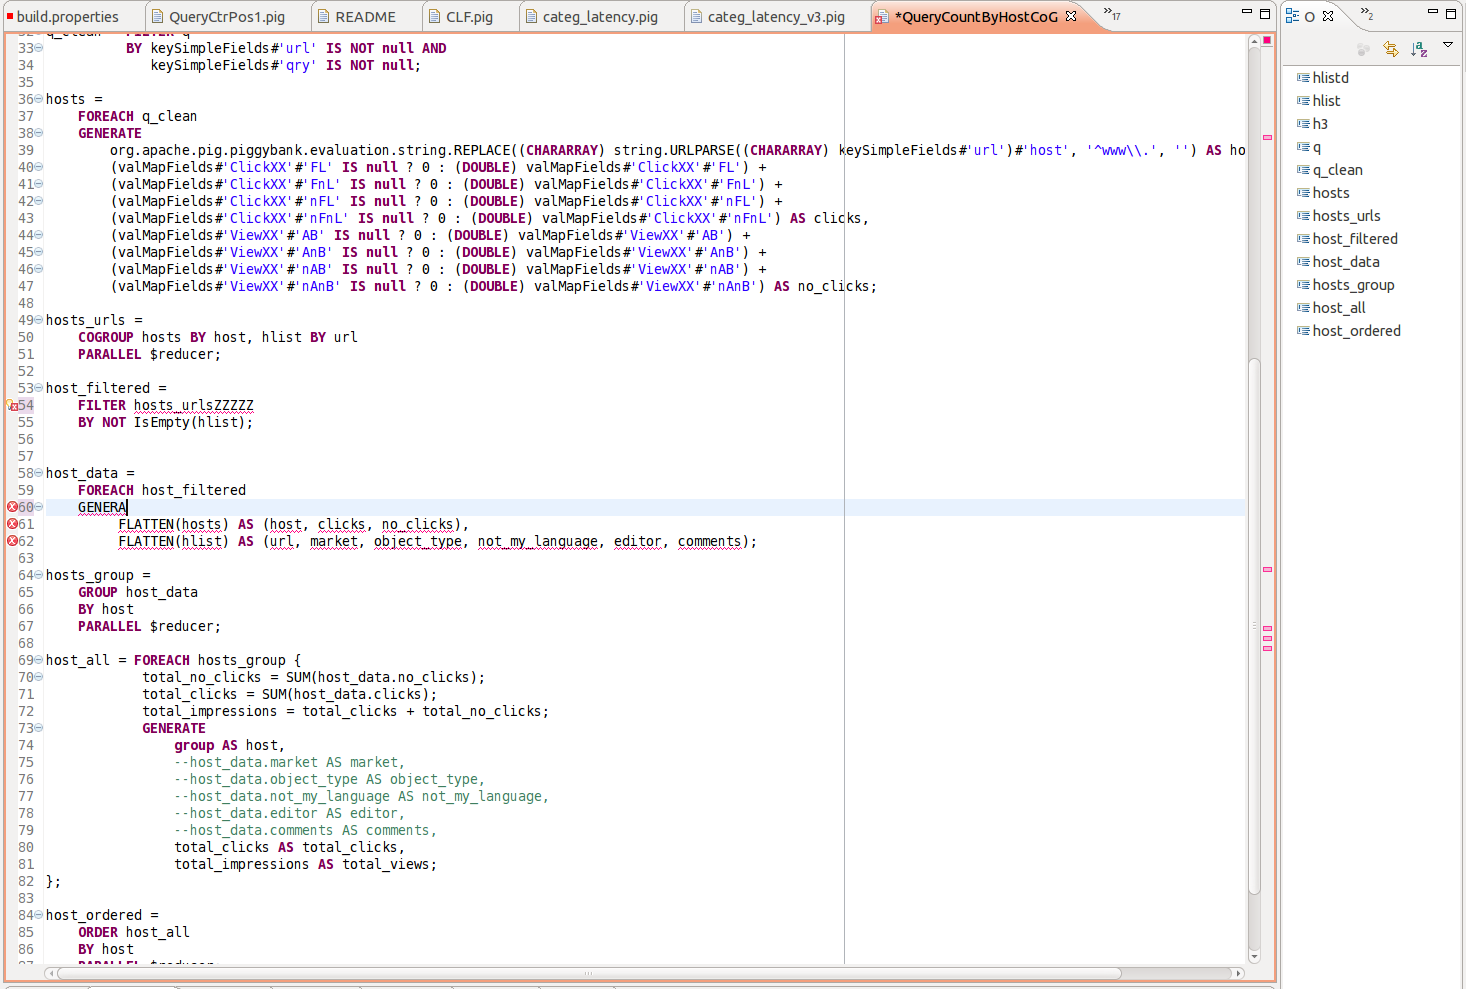 build.properties
QueryCtrPos1.pig
README
CLF.pig
categ_latency.pig
categ_latency_v3.pig
*QueryCountByHostCoG
»17
O
»2
33 BY keySimpleFields#'url' IS NOT null AND
34 keySimpleFields#'qry' IS NOT null;
35
36 hosts =
37 FOREACH q_clean
38 GENERATE
39 org.apache.pig.piggybank.evaluation.string.REPLACE((CHARARRAY) string.URLPARSE((CHARARRAY) keySimpleFields#'url')#'host', '^www\\.', '') AS ho
40 (valMapFields#'ClickXX'#'FL' IS null ? 0 : (DOUBLE) valMapFields#'ClickXX'#'FL') +
41 (valMapFields#'ClickXX'#'FnL' IS null ? 0 : (DOUBLE) valMapFields#'ClickXX'#'FnL') +
42 (valMapFields#'ClickXX'#'nFL' IS null ? 0 : (DOUBLE) valMapFields#'ClickXX'#'nFL') +
43 (valMapFields#'ClickXX'#'nFnL' IS null ? 0 : (DOUBLE) valMapFields#'ClickXX'#'nFnL') AS clicks,
44 (valMapFields#'ViewXX'#'AB' IS null ? 0 : (DOUBLE) valMapFields#'ViewXX'#'AB') +
45 (valMapFields#'ViewXX'#'AnB' IS null ? 0 : (DOUBLE) valMapFields#'ViewXX'#'AnB') +
46 (valMapFields#'ViewXX'#'nAB' IS null ? 0 : (DOUBLE) valMapFields#'ViewXX'#'nAB') +
47 (valMapFields#'ViewXX'#'nAnB' IS null ? 0 : (DOUBLE) valMapFields#'ViewXX'#'nAnB') AS no_clicks;
48
49 hosts_urls =
50 COGROUP hosts BY host, hlist BY url
51 PARALLEL $reducer;
52
53 host_filtered =
54 FILTER hosts_urlsZZZZZ
55 BY NOT IsEmpty(hlist);
56
57
58 host_data =
59 FOREACH host_filtered
60 GENERA
61 FLATTEN(hosts) AS (host, clicks, no_clicks),
62 FLATTEN(hlist) AS (url, market, object_type, not_my_language, editor, comments);
63
64 hosts_group =
65 GROUP host_data
66 BY host
67 PARALLEL $reducer;
68
69 host_all = FOREACH hosts_group {
70 total_no_clicks = SUM(host_data.no_clicks);
71 total_clicks = SUM(host_data.clicks);
72 total_impressions = total_clicks + total_no_clicks;
73 GENERATE
74 group AS host,
75 --host_data.market AS market,
76 --host_data.object_type AS object_type,
77 --host_data.not_my_language AS not_my_language,
78 --host_data.editor AS editor,
79 --host_data.comments AS comments,
80 total_clicks AS total_clicks,
81 total_impressions AS total_views;
82 };
83
84 host_ordered =
85 ORDER host_all
86 BY host
hlistd
hlist
h3
q
q_clean
hosts
hosts_urls
host_filtered
host_data
hosts_group
host_all
host_ordered